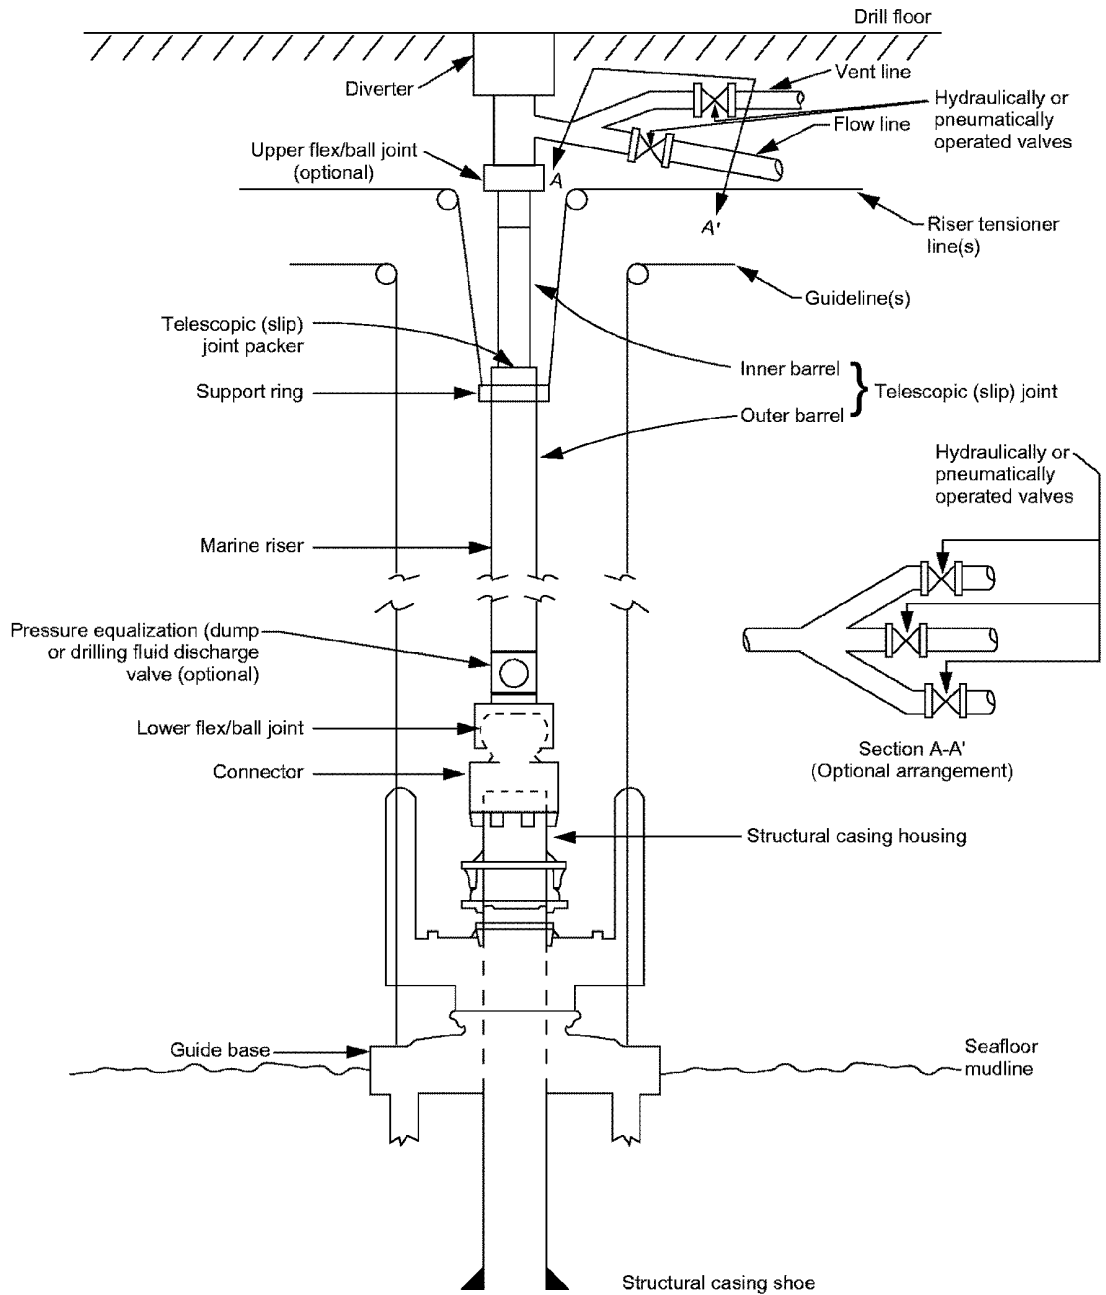 Drill floor
Diverter
Vent line
Hydraulically or
pneumatically
operated valves
Flow line
Upper flex/ball joint
(optional)
A
A'
Riser tensioner
line(s)
Guideline(s)
Telescopic (slip)
joint packer
Inner barrel
Support ring
} Telescopic (slip) joint
Outer barrel
Hydraulically or
pneumatically
operated valves
Marine riser
Pressure equalization (dump
or drilling fluid discharge
valve (optional)
Lower flex/ball joint
Section A-A'
(Optional arrangement)
Connector
Structural casing housing
Guide base
Seafloor
mudline
Structural casing shoe